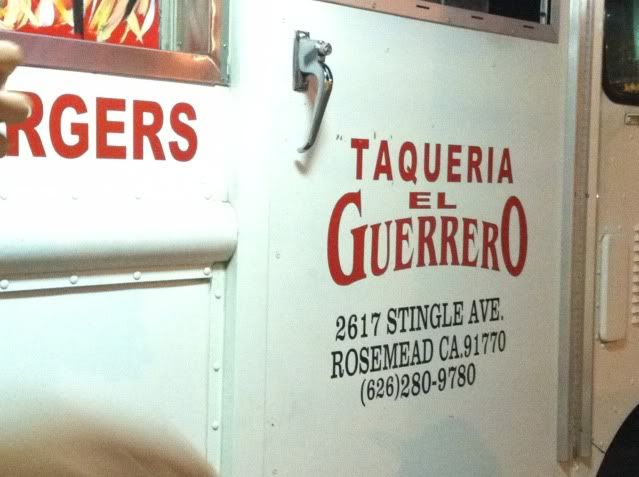 RGERS
TAQUERIA
EL
GUERRERO
2617 STINGLE AVE.
ROSEMEAD CA.91770
(626)280-9780